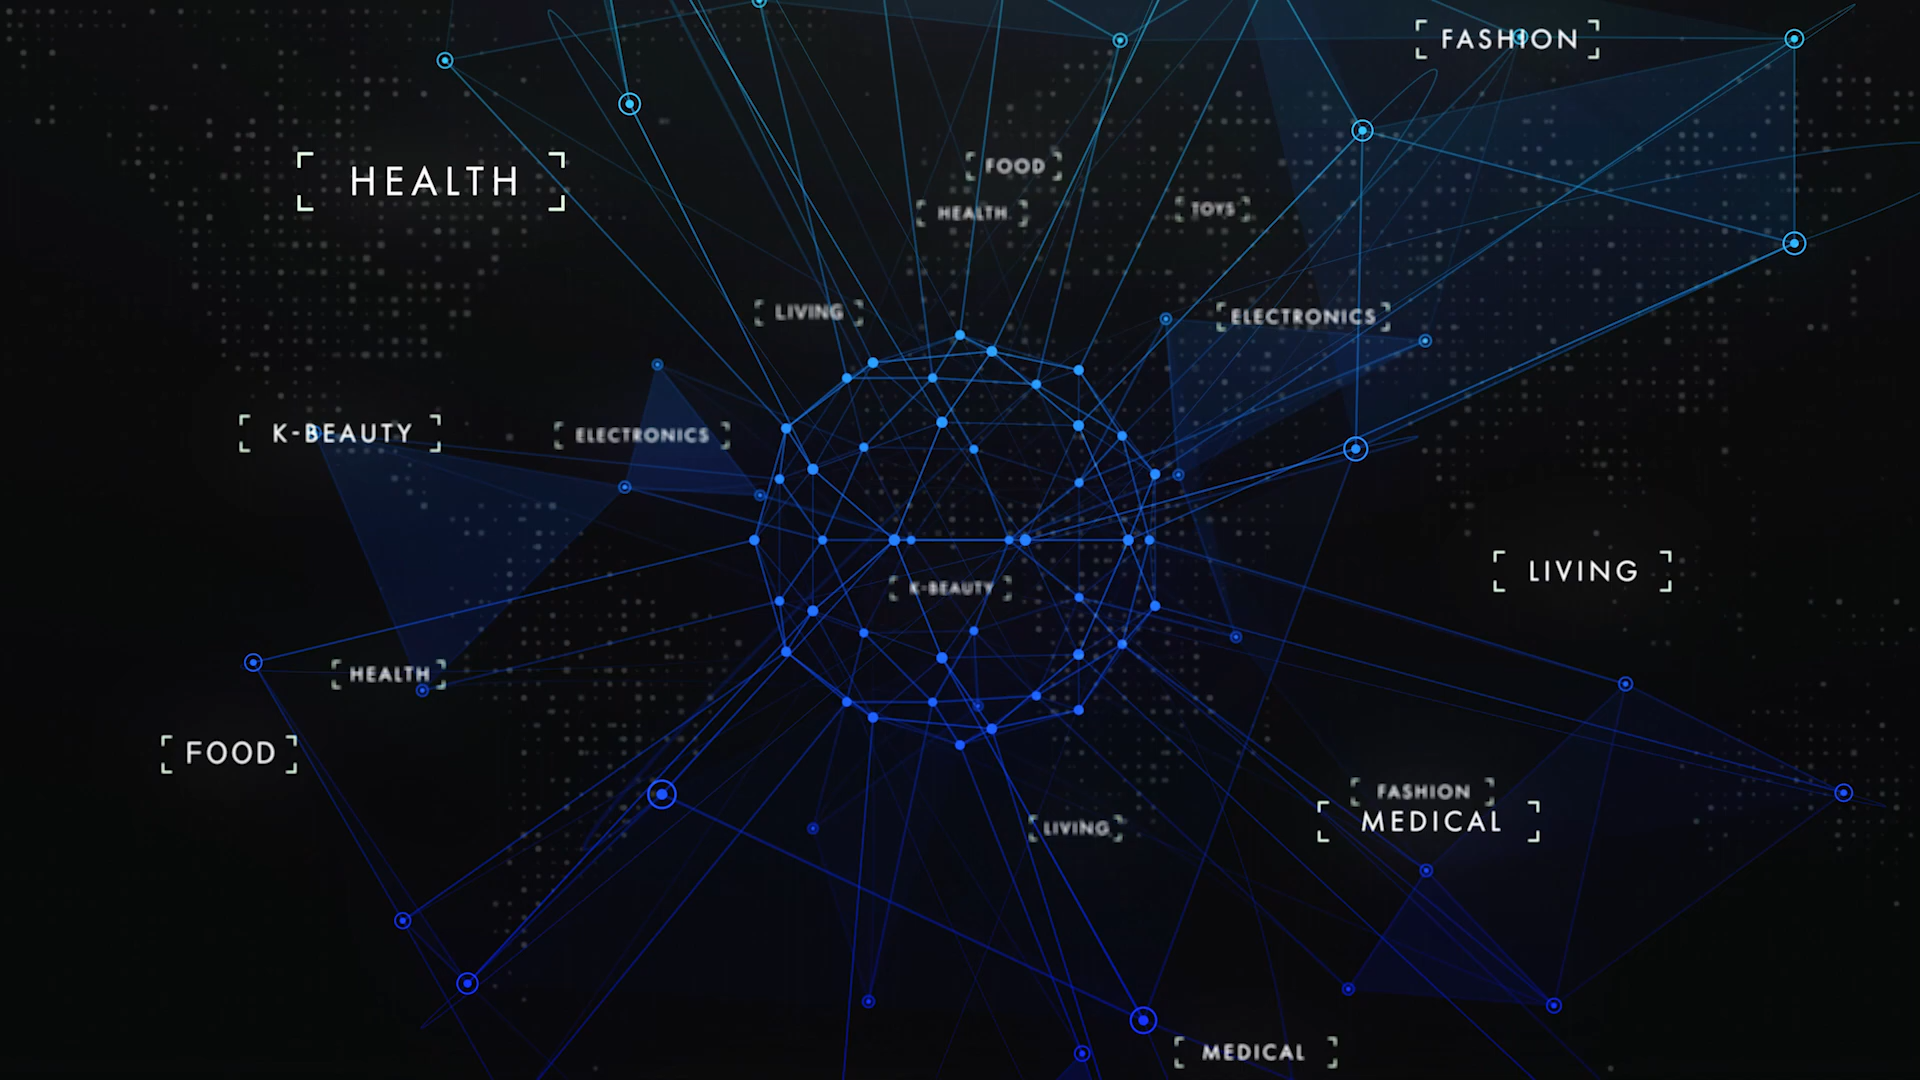 FASHION
FOOD
HEALTH
HEALTH
TOYS
LIVING
ELECTRONICS
K-BEAUTY
ELECTRONICS
LIVING
K-BEAUTY
HEALTH
FOOD
FASHION
MEDICAL
LIVING
MEDICAL